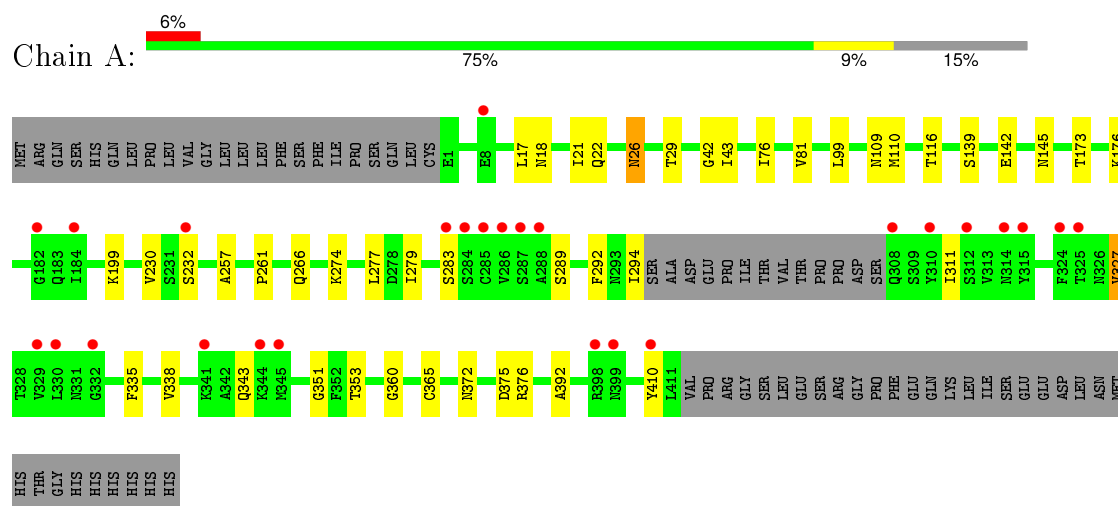 6%
Chain A:
75% 9% 15%
MET ARG GLN SER HIS GLN LEU PRO LEU VAL GLY LEU LEU LEU PHE SER PHE ILE PRO SER GLN LEU CYS E1 E8 L17 N18 I21 Q22 N26 T29 G42 I43 I76 V81 L99 N109 M110 T116 S139 E142 N145 T173 K176
G182 Q183 I184 K199 V230 S231 S232 A257 P261 Q266 K274 L277 D278 I279 S283 S284 C285 V286 S287 A288 S289 F292 N293 I294 SER ALA ASP GLU PRO ILE THR VAL THR PRO PRO ASP SER Q308 S309 Y310 I311 S312 V313 N314 Y315 F324 T325 N326 V327
T328 V329 L330 N331 G332 F335 V338 K341 A342 Q343 K344 M345 G351 F352 T353 G360 C365 N372 D375 R376 A392 R398 N399 Y410 L411 VAL PRO ARG GLY SER LEU GLU SER ARG GLY PRO PHE GLU GLN LYS LEU ILE SER GLU GLU ASP LEU ASN MET
HIS THR GLY HIS HIS HIS HIS HIS HIS